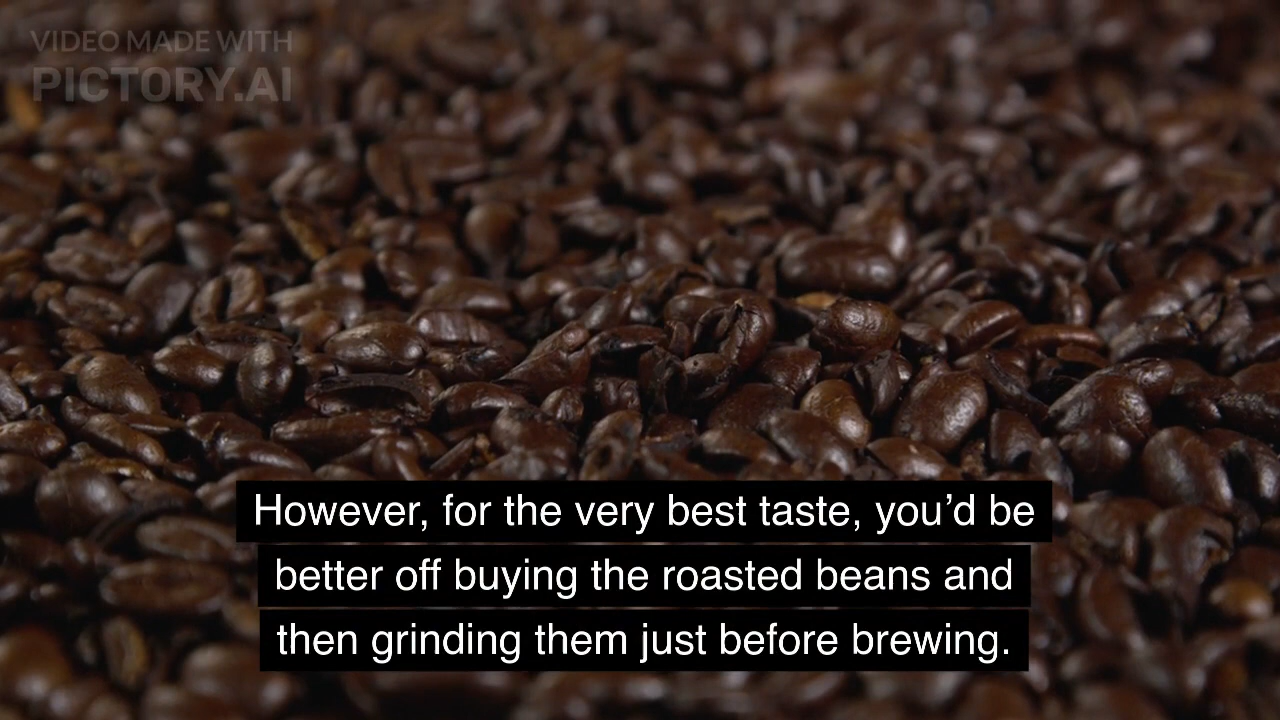 VIDEO MADE WITH
PICTORY.AI
However, for the very best taste, you’d be
better off buying the roasted beans and
then grinding them just before brewing.